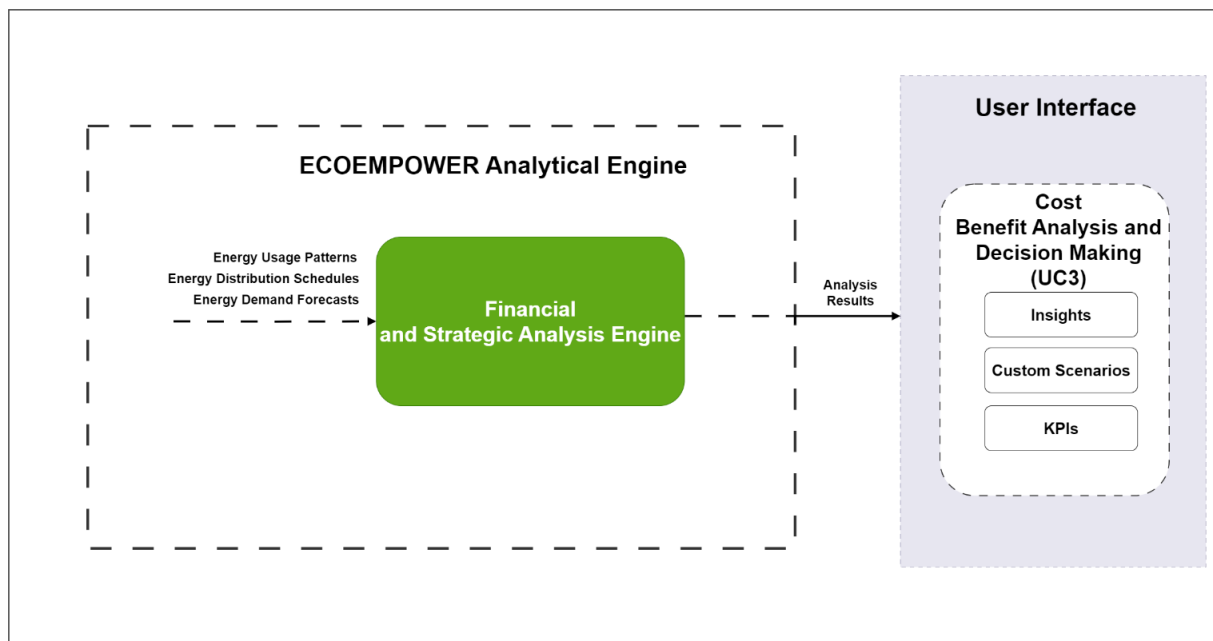 User Interface
ECOEMPOWER Analytical Engine
Energy Usage Patterns
Energy Distribution Schedules
Energy Demand Forecasts
Financial
and Strategic Analysis Engine
Analysis
Results
Cost
Benefit Analysis and
Decision Making
(UC3)
Insights
Custom Scenarios
KPIs